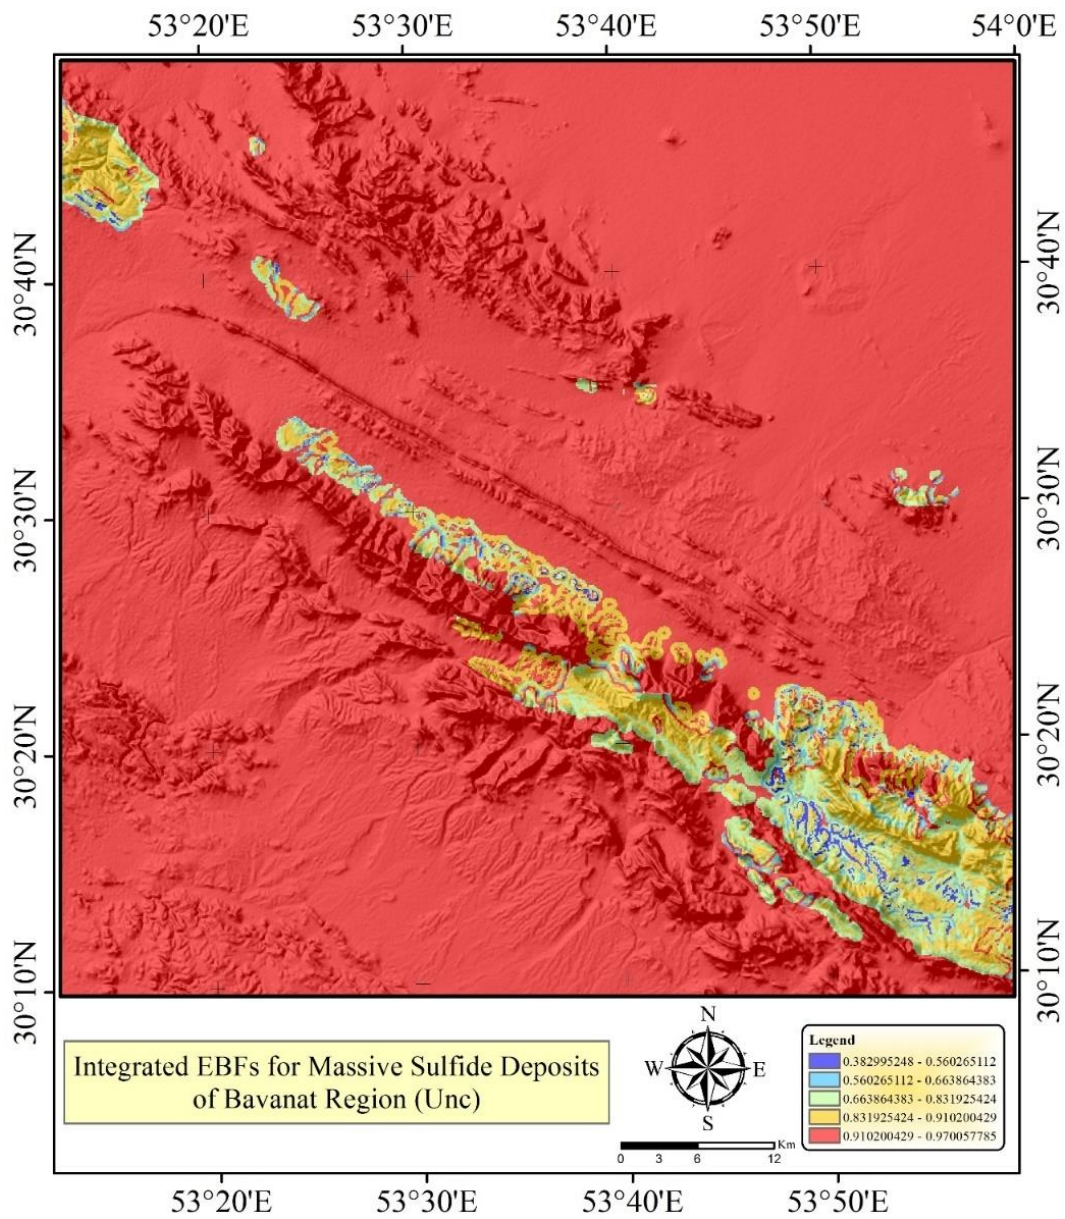 53°20'E 53°30'E 53°40'E 53°50'E 54°0'E
30°40'N 30°40'N
30°30'N 30°30'N
30°20'N 30°20'N
30°10'N 30°10'N
N
W E
S
Integrated EBFs for Massive Sulfide Deposits
of Bavanat Region (Unc)
Legend
0.382995248 - 0.560265112
0.560265112 - 0.663864383
0.663864383 - 0.831925424
0.831925424 - 0.910200429
0.910200429 - 0.970057785
Km
0 3 6 12
53°20'E 53°30'E 53°40'E 53°50'E